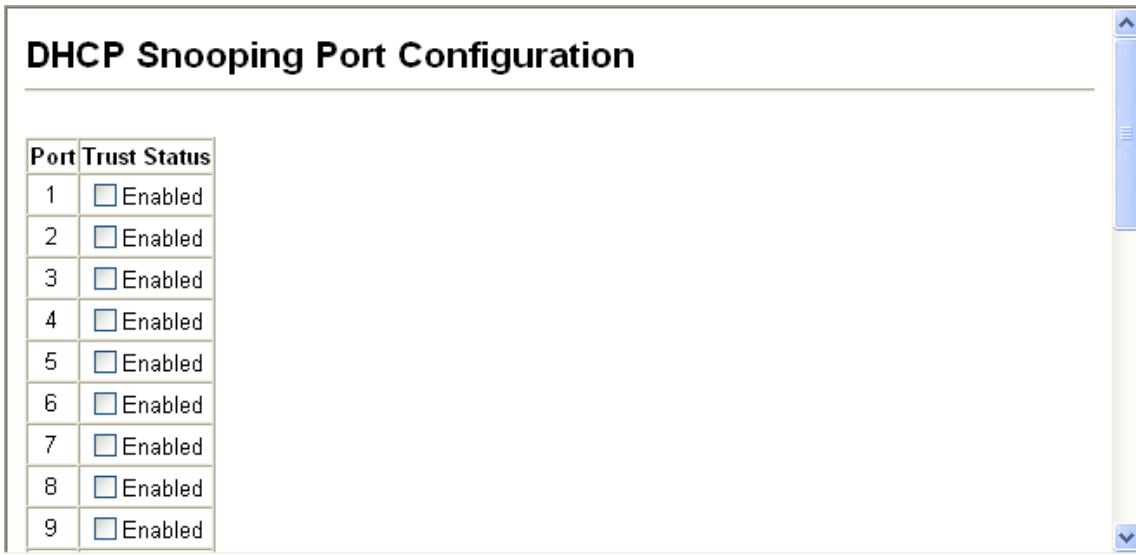 DHCP Snooping Port Configuration
Port Trust Status
1 Enabled
2 Enabled
3 Enabled
4 Enabled
5 Enabled
6 Enabled
7 Enabled
8 Enabled
9 Enabled